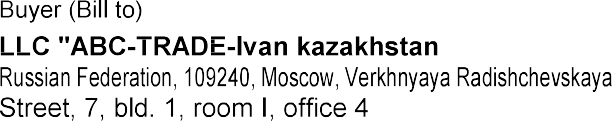 Buyer (Bill to)
LLC "ABC-TRADE-Ivan kazakhstan
Russian Federation, 109240, Moscow, Verkhnyaya Radishchevskaya
Street, 7, bld. 1, room I, office 4